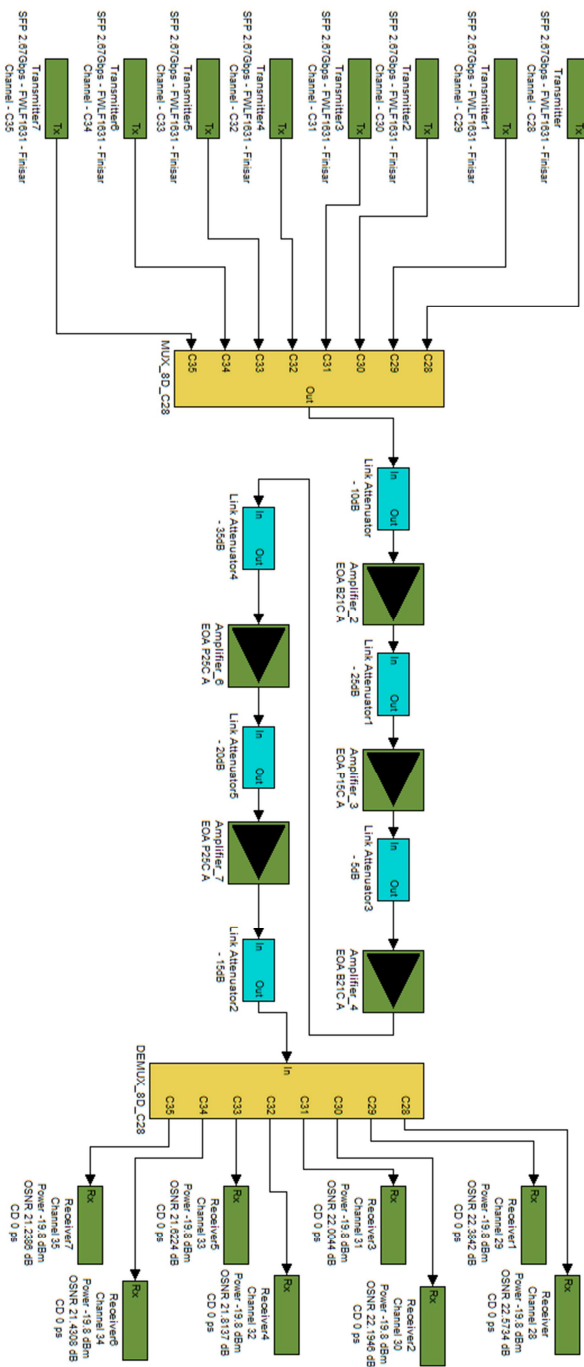 Tx
Transmitter
SFP 2.67Gbps - FWLF1631 - Finisar
Channel - C28
Tx
Transmitter1
SFP 2.67Gbps - FWLF1631 - Finisar
Channel - C29
Tx
Transmitter2
SFP 2.67Gbps - FWLF1631 - Finisar
Channel - C30
Tx
Transmitter3
SFP 2.67Gbps - FWLF1631 - Finisar
Channel - C31
Tx
Transmitter4
SFP 2.67Gbps - FWLF1631 - Finisar
Channel - C32
Tx
Transmitter5
SFP 2.67Gbps - FWLF1631 - Finisar
Channel - C33
Tx
Transmitter6
SFP 2.67Gbps - FWLF1631 - Finisar
Channel - C34
Tx
Transmitter7
SFP 2.67Gbps - FWLF1631 - Finisar
Channel - C35
C28
C29
C30
C31
C32
C33
C34
C35
Out
MUX_8D_C28
In Out
Link Attenuator
- 10dB
Amplifier_2
EOA B21C A
In Out
Link Attenuator1
- 25dB
Amplifier_3
EOA P15C A
In Out
Link Attenuator3
- 5dB
Amplifier_4
EOA B21C A
In Out
Link Attenuator4
- 35dB
Amplifier_6
EOA P25C A
In Out
Link Attenuator5
- 20dB
Amplifier_7
EOA P25C A
In Out
Link Attenuator2
- 15dB
In
C28
C29
C30
C31
C32
C33
C34
C35
DEMUX_8D_C28
Rx
Receiver
Channel 28
Power -19.8 dBm
OSNR 22.5734 dB
CD 0 ps
Rx
Receiver1
Channel 29
Power -19.8 dBm
OSNR 22.3842 dB
CD 0 ps
Rx
Receiver2
Channel 30
Power -19.8 dBm
OSNR 22.1946 dB
CD 0 ps
Rx
Receiver3
Channel 31
Power -19.8 dBm
OSNR 22.0044 dB
CD 0 ps
Rx
Receiver4
Channel 32
Power -19.8 dBm
OSNR 21.8137 dB
CD 0 ps
Rx
Receiver5
Channel 33
Power -19.8 dBm
OSNR 21.6224 dB
CD 0 ps
Rx
Receiver6
Channel 34
Power -19.8 dBm
OSNR 21.4308 dB
CD 0 ps
Rx
Receiver7
Channel 35
Power -19.8 dBm
OSNR 21.2386 dB
CD 0 ps